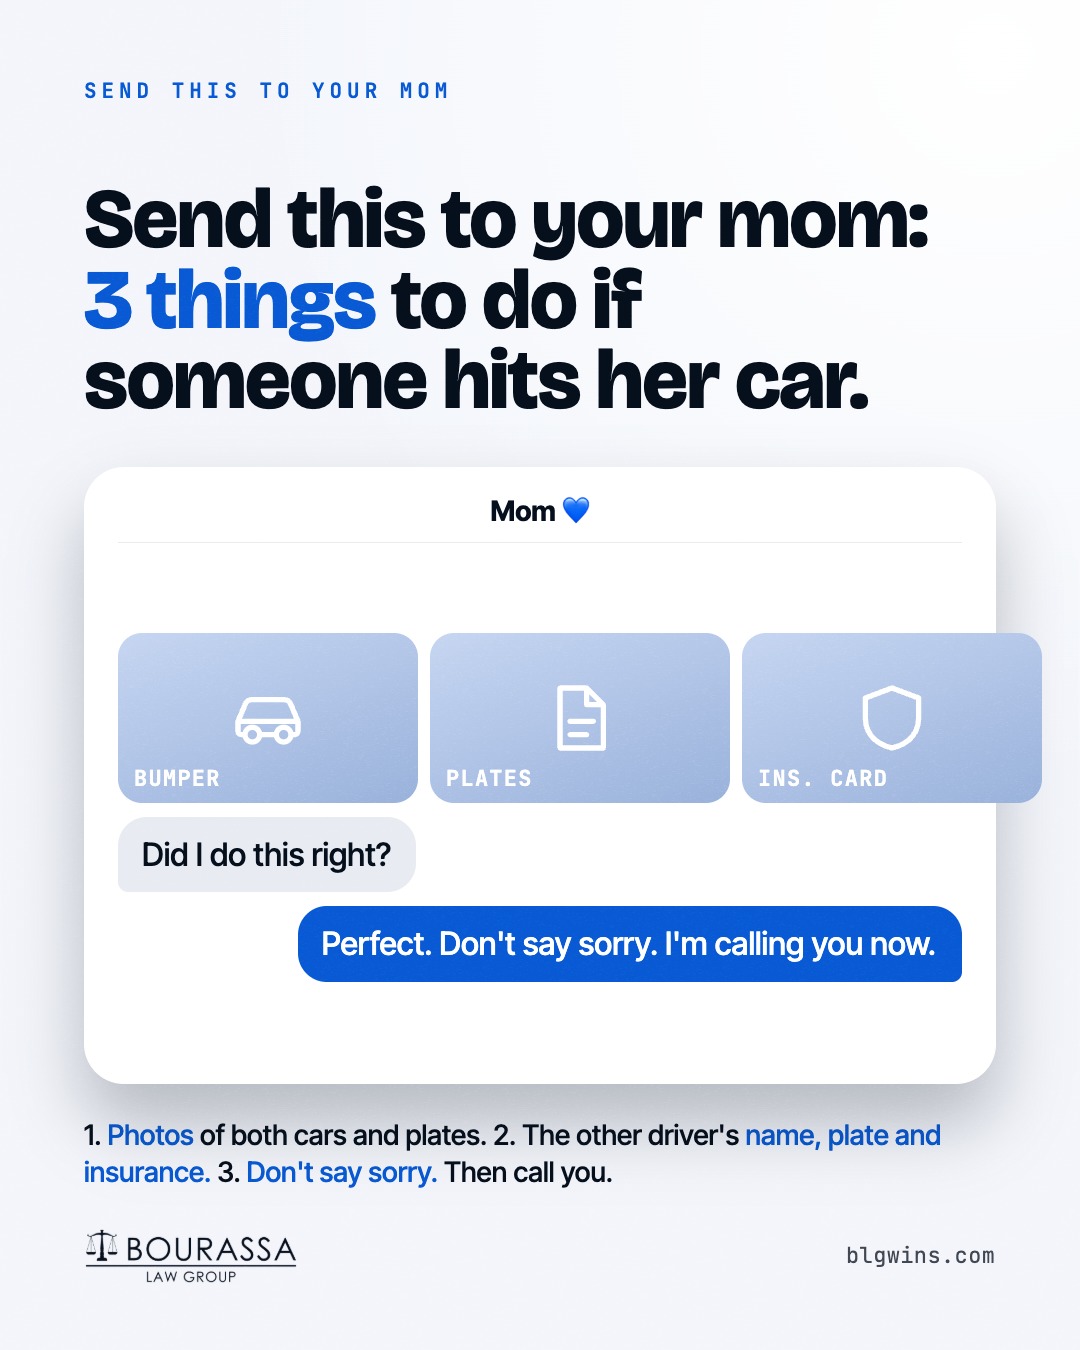 SEND THIS TO YOUR MOM
Send this to your mom:
3 things to do if
someone hits her car.
Mom 💙
BUMPER
PLATES
INS. CARD
Did I do this right?
Perfect. Don't say sorry. I'm calling you now.
1. Photos of both cars and plates. 2. The other driver's name, plate and
insurance. 3. Don't say sorry. Then call you.
BOURASSA
LAW GROUP
blgwins.com